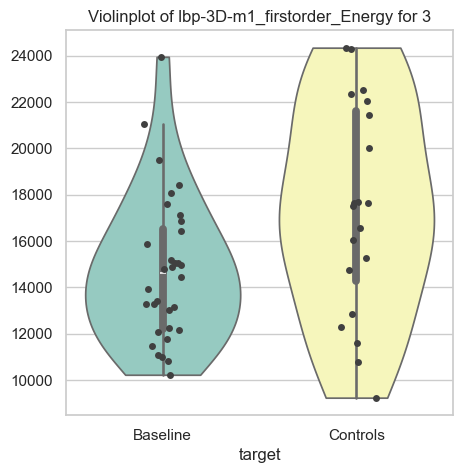 Violinplot of lbp-3D-m1_firstorder_Energy for 3
24000
22000
20000
18000
16000
14000
12000
10000
Baseline Controls
target